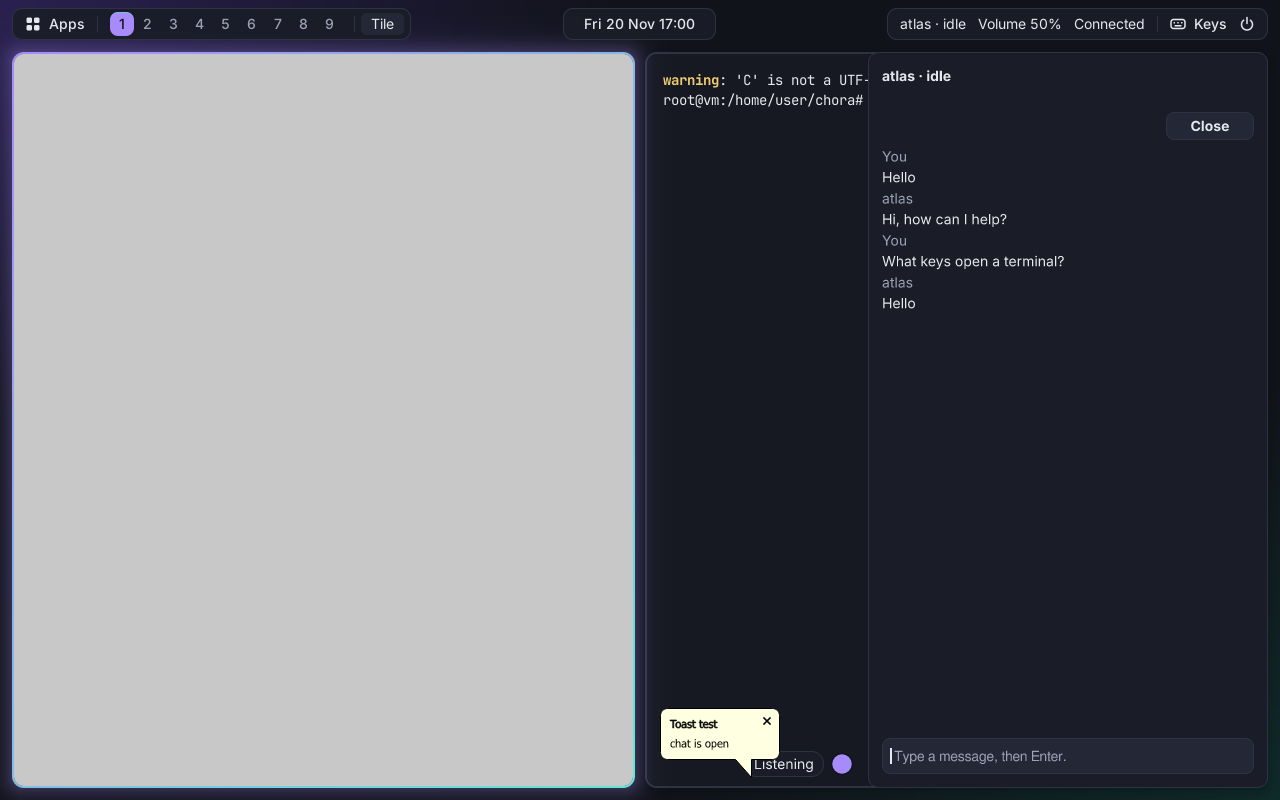 Apps 1 2 3 4 5 6 7 8 9 Tile
Fri 20 Nov 17:00
atlas · idle Volume 50% Connected Keys
warning: 'C' is not a UTF-
root@vm:/home/user/chora#
Toast test
chat is open
Listening
atlas · idle
Close
You
Hello
atlas
Hi, how can I help?
You
What keys open a terminal?
atlas
Hello
Type a message, then Enter.